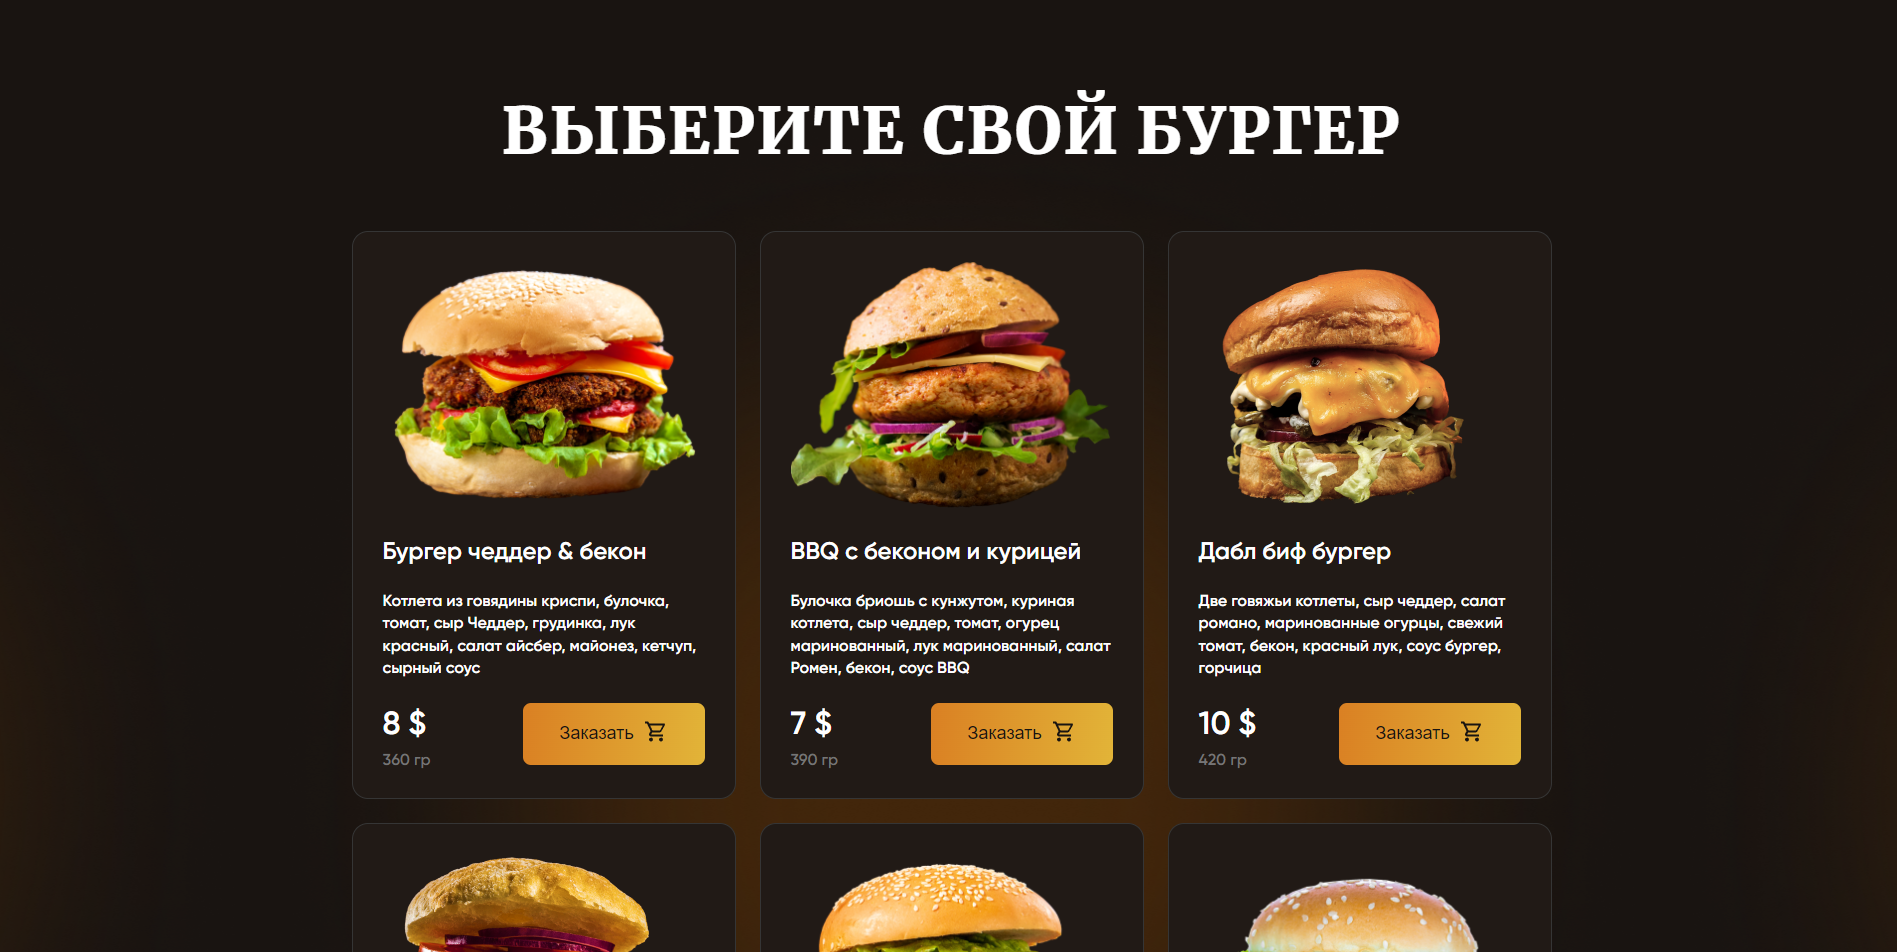 ВЫБЕРИТЕ СВОЙ БУРГЕР
Бургер чеддер & бекон
Котлета из говядины криспи, булочка,
томат, сыр Чеддер, грудинка, лук
красный, салат айсбер, майонез, кетчуп,
сырный соус
8 $
360 гр
Заказать
BBQ с беконом и курицей
Булочка бриошь с кунжутом, куриная
котлета, сыр чеддер, томат, огурец
маринованный, лук маринованный, салат
Ромен, бекон, соус BBQ
7 $
390 гр
Заказать
Дабл биф бургер
Две говяжьи котлеты, сыр чеддер, салат
романо, маринованные огурцы, свежий
томат, бекон, красный лук, соус бургер,
горчица
10 $
420 гр
Заказать